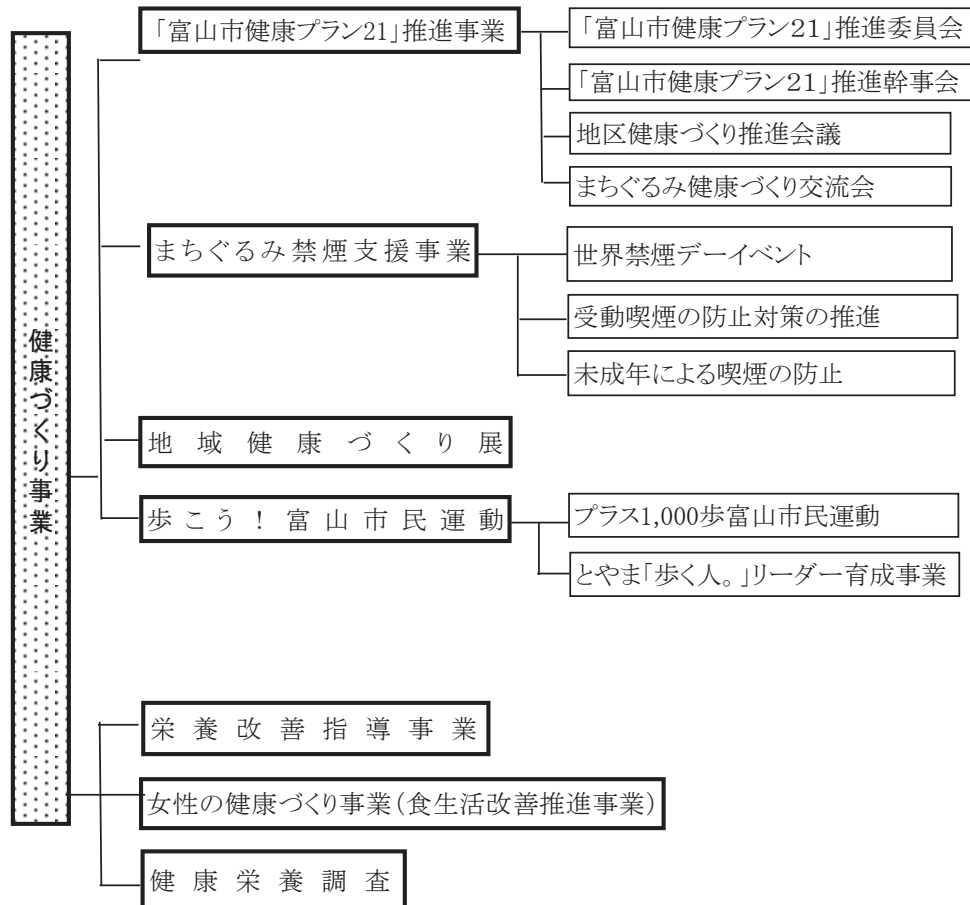 健康づくり事業
「富山市健康プラン21」推進事業
「富山市健康プラン21」推進委員会
「富山市健康プラン21」推進幹事会
地区健康づくり推進会議
まちぐるみ健康づくり交流会
まちぐるみ禁煙支援事業
世界禁煙デーイベント
受動喫煙の防止対策の推進
未成年による喫煙の防止
地域健康づくり展
歩こう!富山市民運動
プラス1,000歩富山市民運動
とやま「歩く人。」リーダー育成事業
栄養改善指導事業
女性の健康づくり事業(食生活改善推進事業)
健康栄養調査